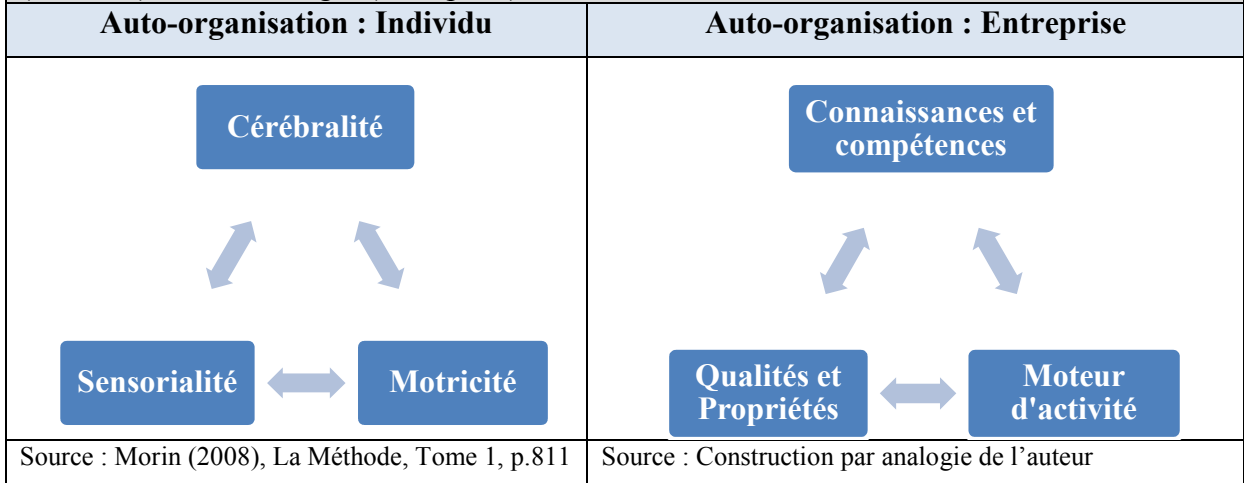 Auto-organisation : Individu
Auto-organisation : Entreprise
Cérébralité
Sensorialité
Motricité
Connaissances et
compétences
Qualités et
Propriétés
Moteur
d'activité
Source : Morin (2008), La Méthode, Tome 1, p.811
Source : Construction par analogie de l’auteur